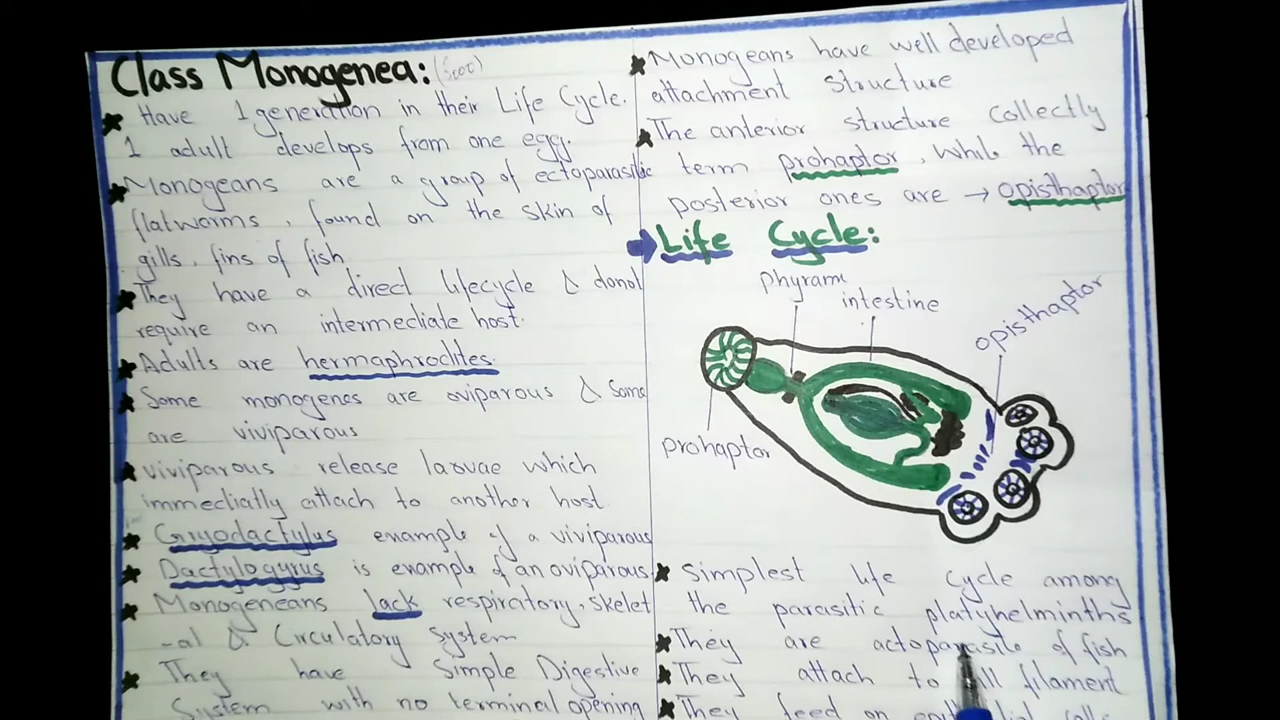 Class Monogenea:
Have 1 generation in their Life Cycle.
1 adult develops from one egg.
Monogeans are a group of ectoparasitic
flatworms, found on the skin of
gills, fins of fish
They have a direct lifecycle & donot
require an intermediate host.
Adults are hermaphrodites.
Some monogenes are oviparous & Some
are viviparous
viviparous release larvae which
immedially attach to another host
Gryodactylus example of a viviparous
Dactylogyrus is example of an oviparous
Monogeneans lack respiratory, skelet
-al & Circulatory System
They have Simple Digestive
System with no terminal opening
Monogeans have well developed
attachment structure
The anterior structure Collectly
term prohaptor, While the
posterior ones are → opisthaptor
Life Cycle:
intestine
opisthaptor
prohaptor
Simplest life cycle among
the parasitic platyhelminths
They are actoparasite of fish
They attach to filament
They feed on